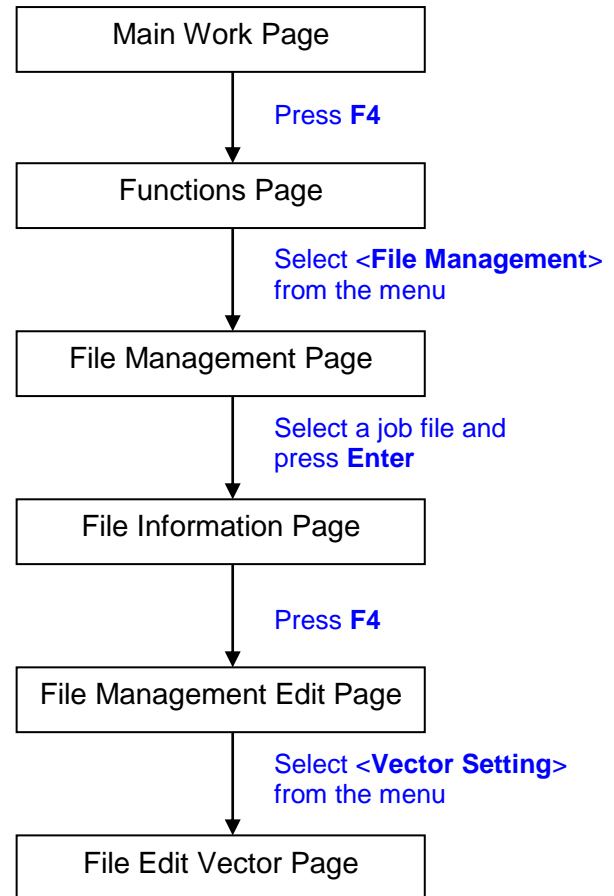 Main Work Page
Press F4
Functions Page
Select <File Management>
from the menu
File Management Page
Select a job file and
press Enter
File Information Page
Press F4
File Management Edit Page
Select <Vector Setting>
from the menu
File Edit Vector Page